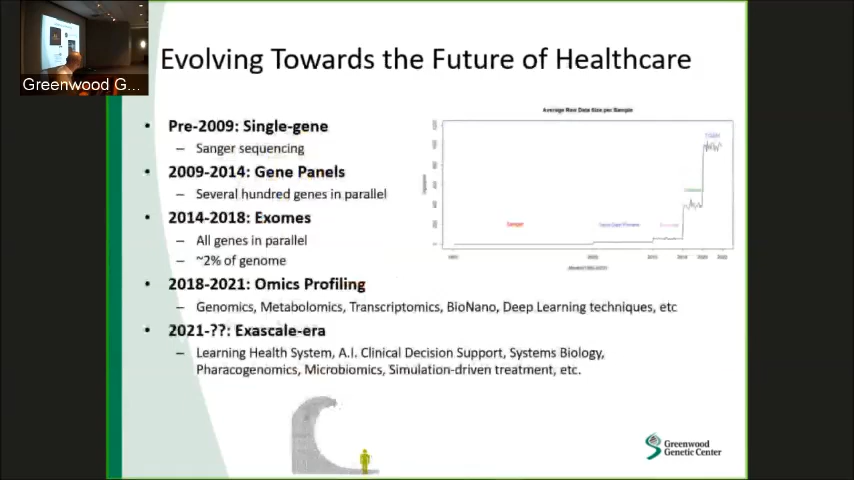 Greenwood G...
Evolving Towards the Future of Healthcare
• Pre-2009: Single-gene
– Sanger sequencing
• 2009-2014: Gene Panels
– Several hundred genes in parallel
• 2014-2018: Exomes
– All genes in parallel
– ~2% of genome
• 2018-2021: Omics Profiling
– Genomics, Metabolomics, Transcriptomics, BioNano, Deep Learning techniques, etc
• 2021-??: Exascale-era
– Learning Health System, A.I. Clinical Decision Support, Systems Biology,
Pharacogenomics, Microbiomics, Simulation-driven treatment, etc.
Average Raw Data Size per Sample
Sanger
Greenwood
Genetic Center